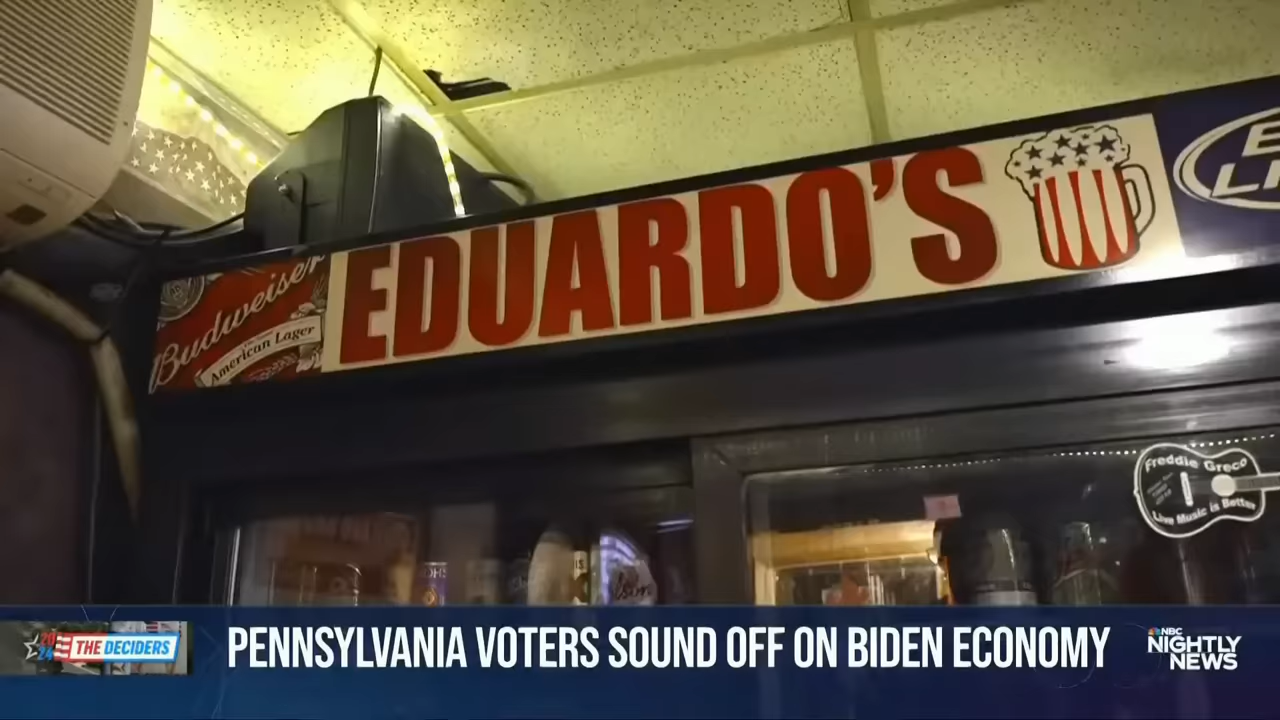 Budweiser
American Lager
EDUARDO'S
Freddie Greco
Live Music is Better
2024
THE DECIDERS
PENNSYLVANIA VOTERS SOUND OFF ON BIDEN ECONOMY
NBC
NIGHTLY
NEWS